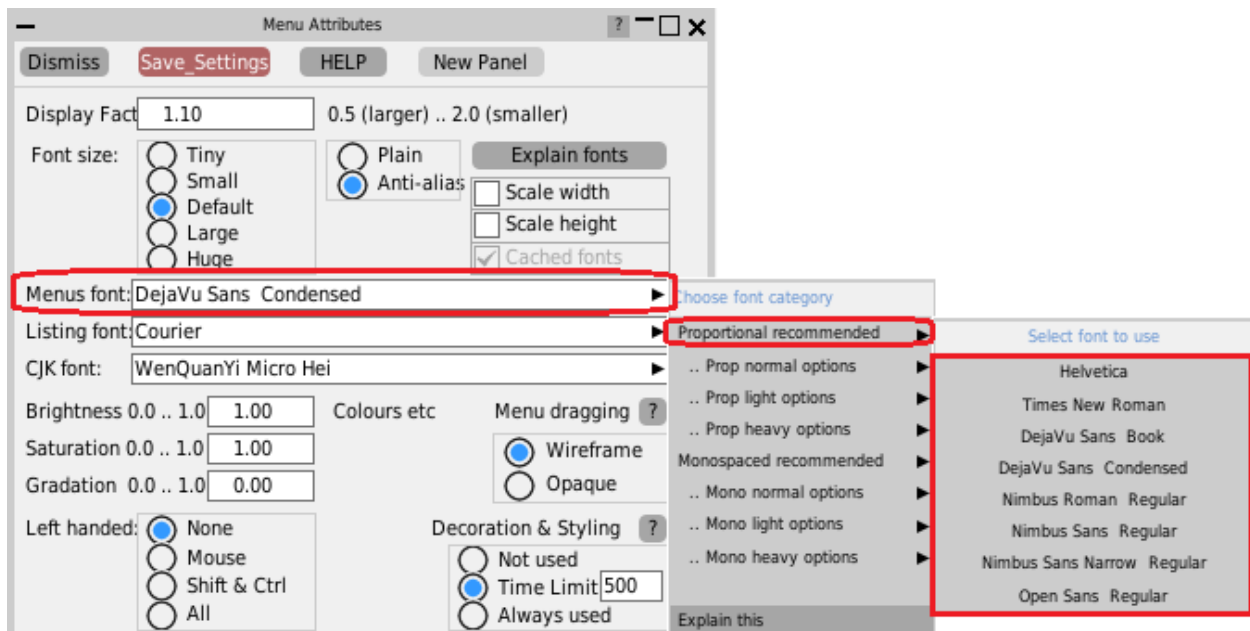 Menu Attributes ?
Dismiss Save_Settings HELP New Panel
Display Fact 1.10 0.5 (larger) .. 2.0 (smaller)
Font size: Tiny Plain Explain fonts
Small Anti-alias Scale width
Default
Large Scale height
Huge Cached fonts
Menus font: DejaVu Sans Condensed Choose font category
Listing font: Courier Proportional recommended Select font to use
CJK font: WenQuanYi Micro Hei .. Prop normal options Helvetica
.. Prop light options Times New Roman
Brightness 0.0 .. 1.0 1.00 Colours etc Menu dragging ? .. Prop heavy options DejaVu Sans Book
Saturation 0.0 .. 1.0 1.00 Wireframe Monospaced recommended DejaVu Sans Condensed
Gradation 0.0 .. 1.0 0.00 Opaque .. Mono normal options Nimbus Roman Regular
Left handed: None Decoration & Styling ? .. Mono light options Nimbus Sans Regular
Mouse Not used .. Mono heavy options Nimbus Sans Narrow Regular
Shift & Ctrl Time Limit 500 Open Sans Regular
All Always used Explain this